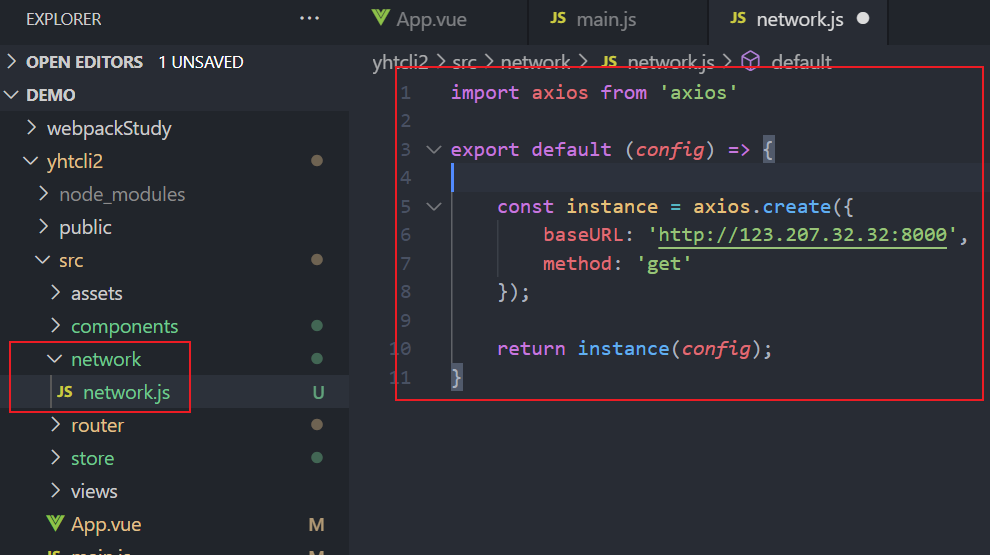 EXPLORER ···
OPEN EDITORS 1 UNSAVED
DEMO
webpackStudy
yhtcli2
node_modules
public
src
assets
components
network
JS network.js U
router
store
views
App.vue M
JS main.js M
App.vue JS main.js JS network.js
yhtcli2 > src > network > JS network.js > default
1 import axios from 'axios'
2
3 export default (config) => {
4
5 const instance = axios.create({
6 baseURL: 'http://123.207.32.32:8000',
7 method: 'get'
8 });
9
10 return instance(config);
11 }